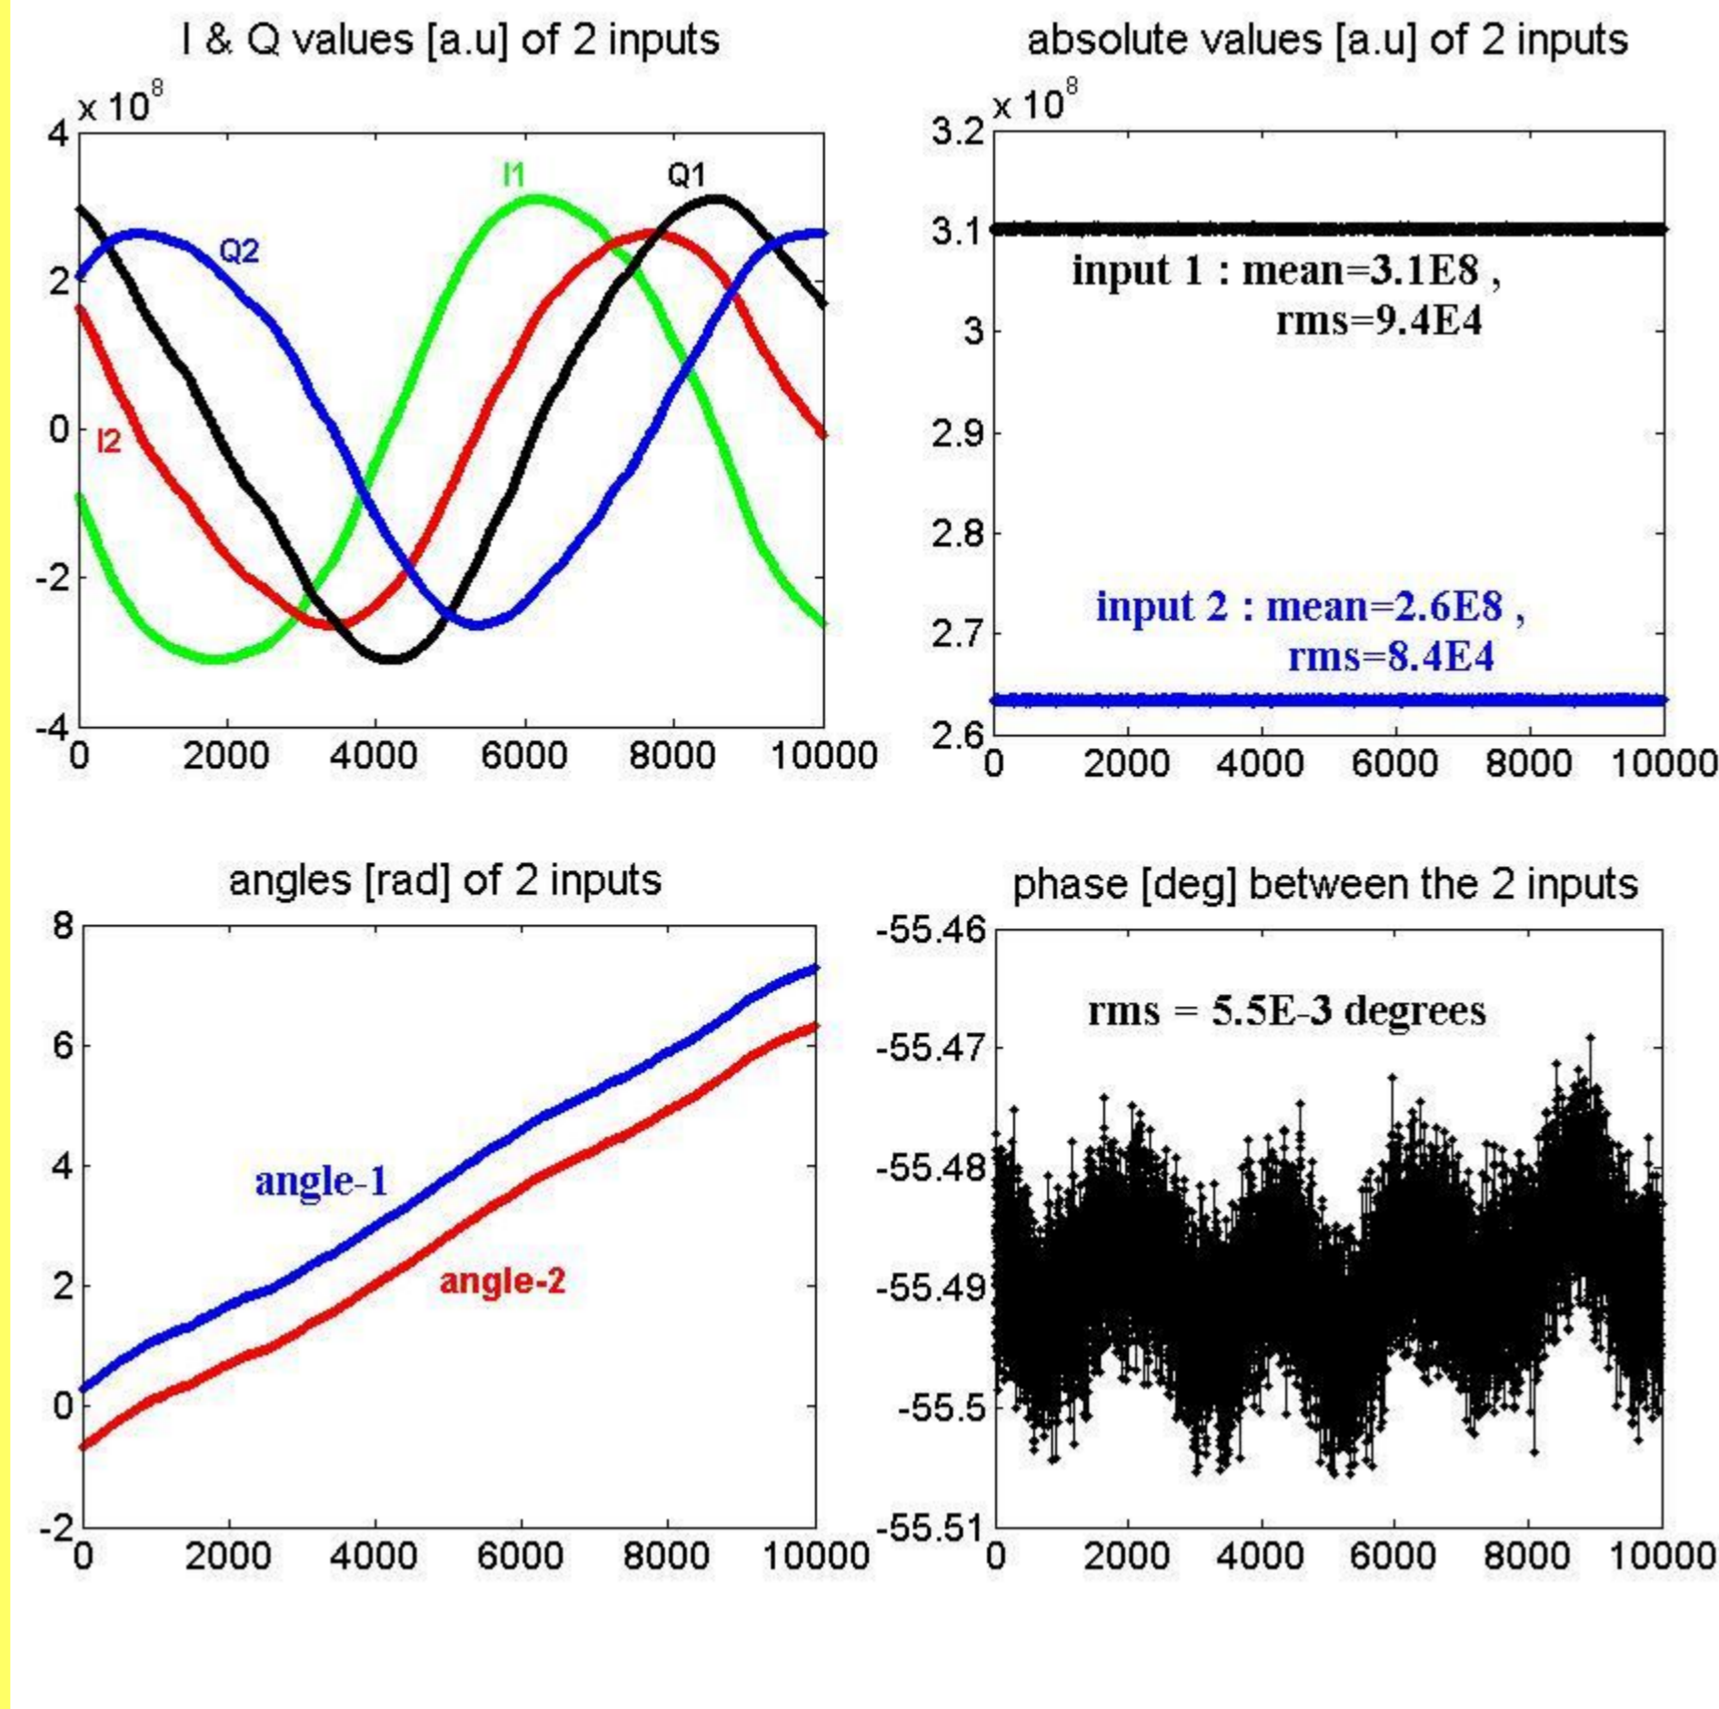 I & Q values [a.u] of 2 inputs
x 10^8
4
2
0
-2
-4
0 2000 4000 6000 8000 10000
I1
Q1
Q2
I2
absolute values [a.u] of 2 inputs
x 10^8
3.2
3.1
3
2.9
2.8
2.7
2.6
0 2000 4000 6000 8000 10000
input 1 : mean=3.1E8 ,
rms=9.4E4
input 2 : mean=2.6E8 ,
rms=8.4E4
angles [rad] of 2 inputs
8
6
4
2
0
-2
0 2000 4000 6000 8000 10000
angle-1
angle-2
phase [deg] between the 2 inputs
-55.46
-55.47
-55.48
-55.49
-55.5
-55.51
0 2000 4000 6000 8000 10000
rms = 5.5E-3 degrees